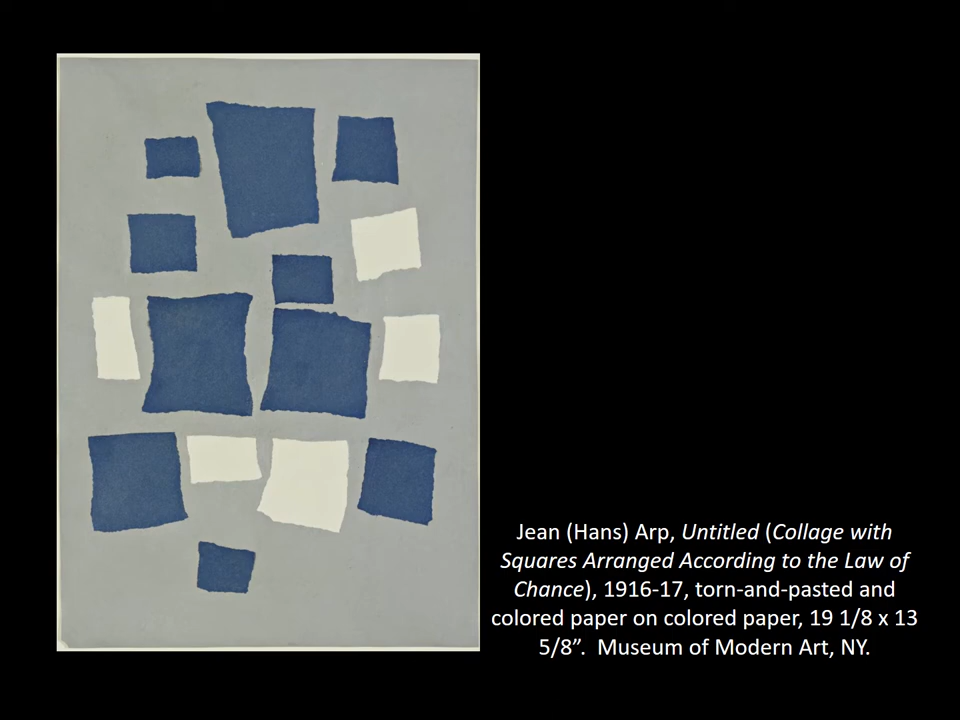 Jean (Hans) Arp, Untitled (Collage with
Squares Arranged According to the Law of
Chance), 1916-17, torn-and-pasted and
colored paper on colored paper, 19 1/8 x 13
5/8”.  Museum of Modern Art, NY.